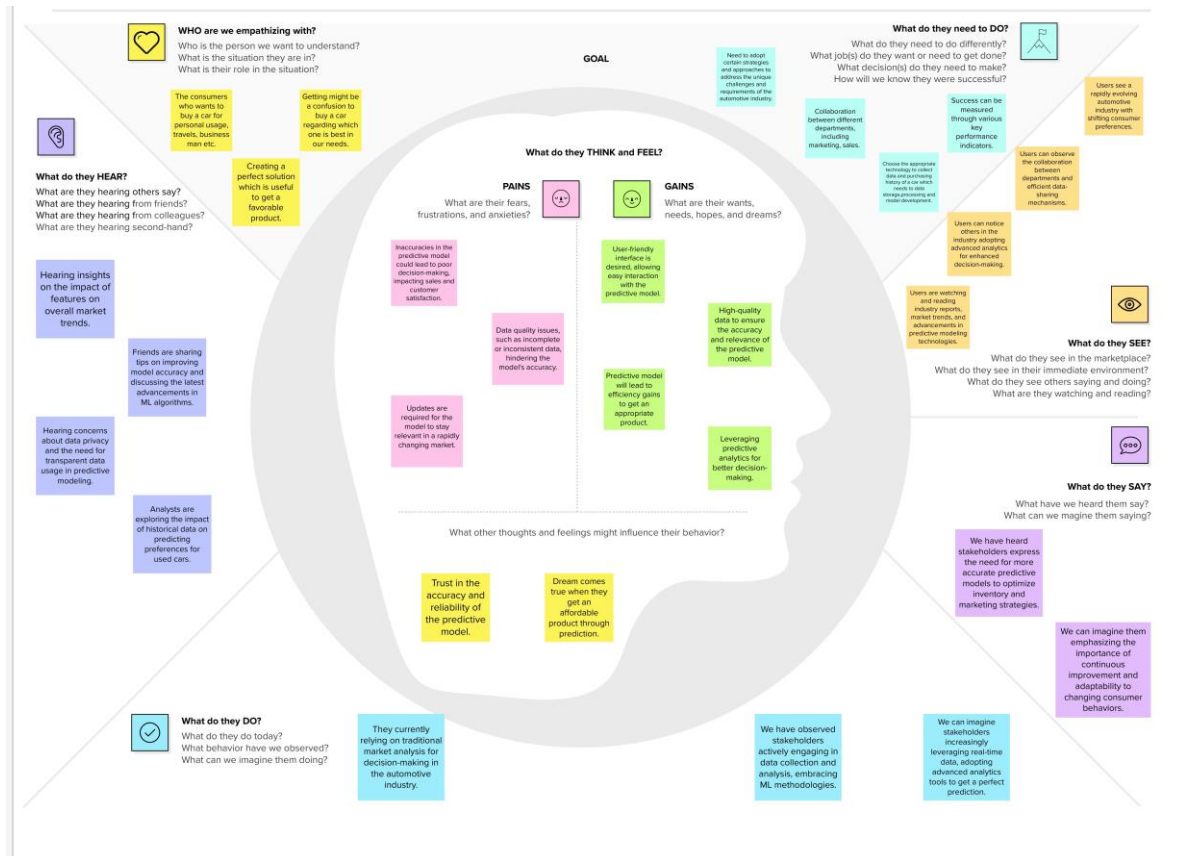 WHO are we empathizing with?
Who is the person we want to understand?
What is the situation they are in?
What is their role in the situation?
The consumers
who wants to
buy a car for
personal usage,
travels, business
man etc.
Getting might be
a confusion to
buy a car
regarding which
one is best in
our needs.
Creating a
perfect solution
which is useful
to get a
favorable
product.
GOAL
What do they need to DO?
What do they need to do differently?
What job(s) do they want or need to get done?
What decision(s) do they need to make?
How will we know they were successful?
Need to adopt
certain strategies
and approaches to
address the unique
challenges and
requirements of the
automotive industry.
Collaboration
between different
departments,
including
marketing, sales.
Success can be
measured
through various
key
performance
indicators.
Choose the appropriate
technology to collect
data and purchasing
history of a car which
needs to data
storage,processing and
model development.
Users see a
rapidly evolving
automotive
industry with
shifting consumer
preferences.
Users can observe
the collaboration
between
departments and
efficient data-
sharing
mechanisms.
Users can notice
others in the
industry adopting
advanced analytics
for enhanced
decision-making.
Users are watching
and reading
industry reports,
market trends, and
advancements in
predictive modeling
technologies.
What do they SEE?
What do they see in the marketplace?
What do they see in their immediate environment?
What do they see others saying and doing?
What are they watching and reading?
What do they HEAR?
What are they hearing others say?
What are they hearing from friends?
What are they hearing from colleagues?
What are they hearing second-hand?
Hearing insights
on the impact of
features on
overall market
trends.
Friends are sharing
tips on improving
model accuracy and
discussing the latest
advancements in
ML algorithms.
Hearing concerns
about data privacy
and the need for
transparent data
usage in predictive
modeling.
Analysts are
exploring the impact
of historical data on
predicting
preferences for
used cars.
What do they THINK and FEEL?
PAINS
What are their fears,
frustrations, and anxieties?
Inaccuracies in the
predictive model
could lead to poor
decision-making,
impacting sales and
customer
satisfaction.
Data quality issues,
such as incomplete
or inconsistent data,
hindering the
model's accuracy.
Updates are
required for the
model to stay
relevant in a rapidly
changing market.
GAINS
What are their wants,
needs, hopes, and dreams?
User-friendly
interface is
desired, allowing
easy interaction
with the
predictive model.
High-quality
data to ensure
the accuracy
and relevance of
the predictive
model.
Predictive model
will lead to
efficiency gains
to get an
appropriate
product.
Leveraging
predictive
analytics for
better decision-
making.
What other thoughts and feelings might influence their behavior?
Trust in the
accuracy and
reliability of
the predictive
model.
Dream comes
true when they
get an
affordable
product through
prediction.
What do they SAY?
What have we heard them say?
What can we magine them saying?
We have heard
stakeholders express
the need for more
accurate predictive
models to optimize
inventory and
marketing strategies.
We can imagine them
emphasizing the
importance of
continuous
improvement and
adaptability to
changing consumer
behaviors.
What do they DO?
What do they do today?
What behavior have we observed?
What can we imagine them doing?
They currently
relying on traditional
market analysis for
decision-making in
the automotive
industry.
We have observed
stakeholders
actively engaging in
data collection and
analysis, embracing
ML methodologies.
We can imagine
stakeholders
increasingly
leveraging real-time
data, adopting
advanced analytics
tools to get a perfect
prediction.